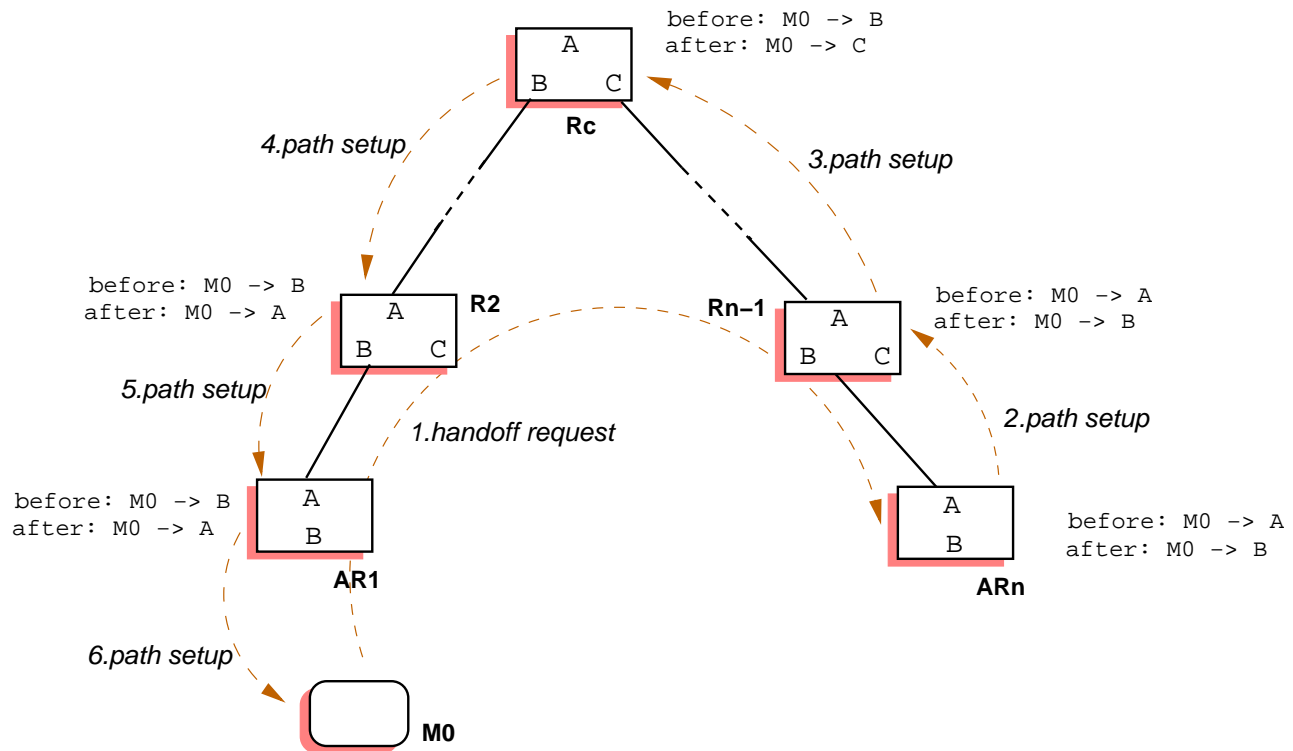 before: M0 −> B
after: M0 −> C
A
B C
Rc
4.path setup
3.path setup
before: M0 −> B
after: M0 −> A
A
B C
R2
Rn−1
A
B C
before: M0 −> A
after: M0 −> B
5.path setup
1.handoff request
2.path setup
before: M0 −> B
after: M0 −> A
A
B
AR1
A
B
ARn
before: M0 −> A
after: M0 −> B
6.path setup
M0